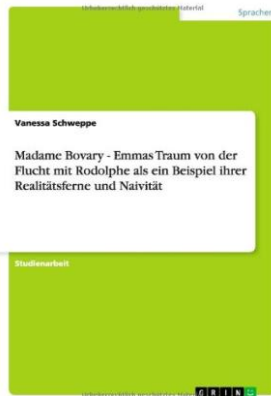 Urheberrechtlich geschütztes Material
Sprachen
Vanessa Schweppe
Madame Bovary - Emmas Traum von der
Flucht mit Rodolphe als ein Beispiel ihrer
Realitätsferne und Naivität
Studienarbeit
Urheberrechtlich geschütztes Material
GRIN